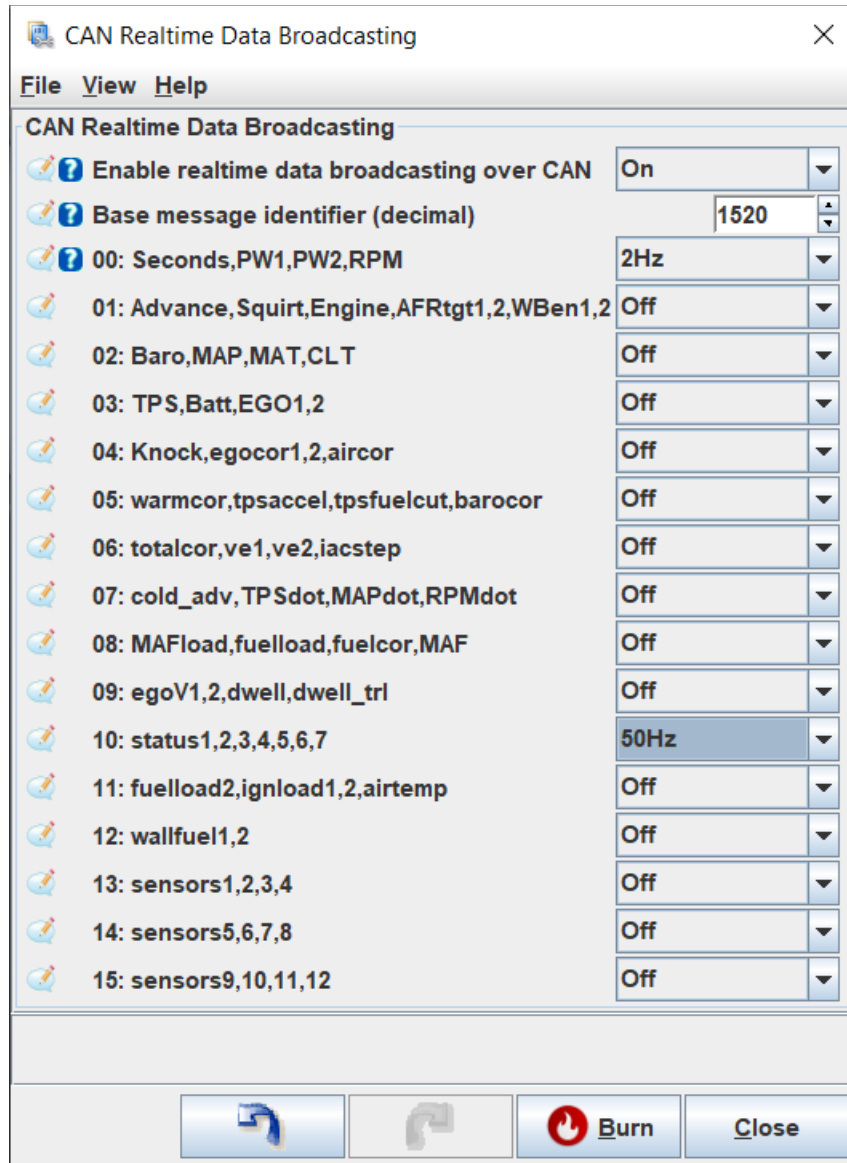 CAN Realtime Data Broadcasting
File View Help
CAN Realtime Data Broadcasting
Enable realtime data broadcasting over CAN On
Base message identifier (decimal) 1520
00: Seconds,PW1,PW2,RPM 2Hz
01: Advance,Squirt,Engine,AFRtgt1,2,WBen1,2 Off
02: Baro,MAP,MAT,CLT Off
03: TPS,Batt,EGO1,2 Off
04: Knock,egocor1,2,aircor Off
05: warmcor,tpsaccel,tpsfuelcut,barocor Off
06: totalcor,ve1,ve2,iacstep Off
07: cold_adv,TPSdot,MAPdot,RPMdot Off
08: MAFload,fuelload,fuelcor,MAF Off
09: egoV1,2,dwell,dwell_trl Off
10: status1,2,3,4,5,6,7 50Hz
11: fuelload2,ignload1,2,airtemp Off
12: wallfuel1,2 Off
13: sensors1,2,3,4 Off
14: sensors5,6,7,8 Off
15: sensors9,10,11,12 Off
Burn Close